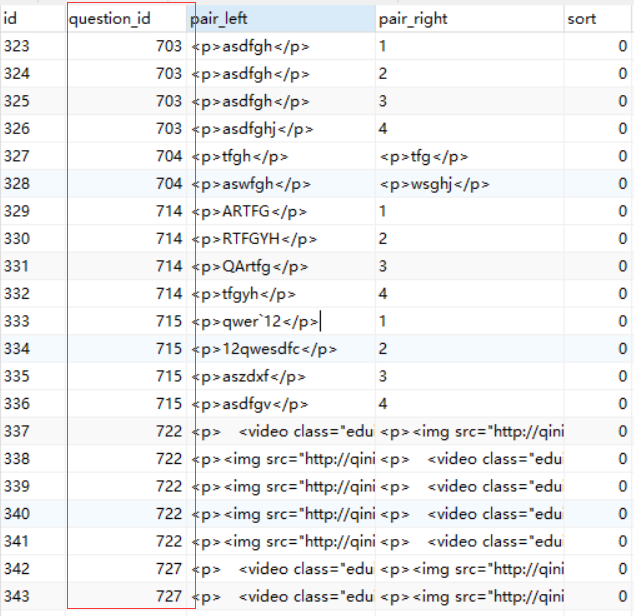 id question_id pair_left pair_right sort
323 703 <p>asdfgh</p> 1 0
324 703 <p>asdfgh</p> 2 0
325 703 <p>asdfgh</p> 3 0
326 703 <p>asdfghj</p> 4 0
327 704 <p>tfgh</p> <p>tfg</p> 0
328 704 <p>aswfgh</p> <p>wsghj</p> 0
329 714 <p>ARTFG</p> 1 0
330 714 <p>RTFGYH</p> 2 0
331 714 <p>QArtfg</p> 3 0
332 714 <p>tfgyh</p> 4 0
333 715 <p>qwer`12</p> 1 0
334 715 <p>12qwesdfc</p> 2 0
335 715 <p>aszdxf</p> 3 0
336 715 <p>asdfgv</p> 4 0
337 722 <p> <video class="edui <p><img src="http://qini 0
338 722 <p><img src="http://qini <p> <video class="edui 0
339 722 <p><img src="http://qini <p> <video class="edui 0
340 722 <p><img src="http://qini <p> <video class="edui 0
341 722 <p><img src="http://qini <p> <video class="edui 0
342 727 <p> <video class="edui <p><img src="http://qini 0
343 727 <p> <video class="edui <p><img src="http://qini 0